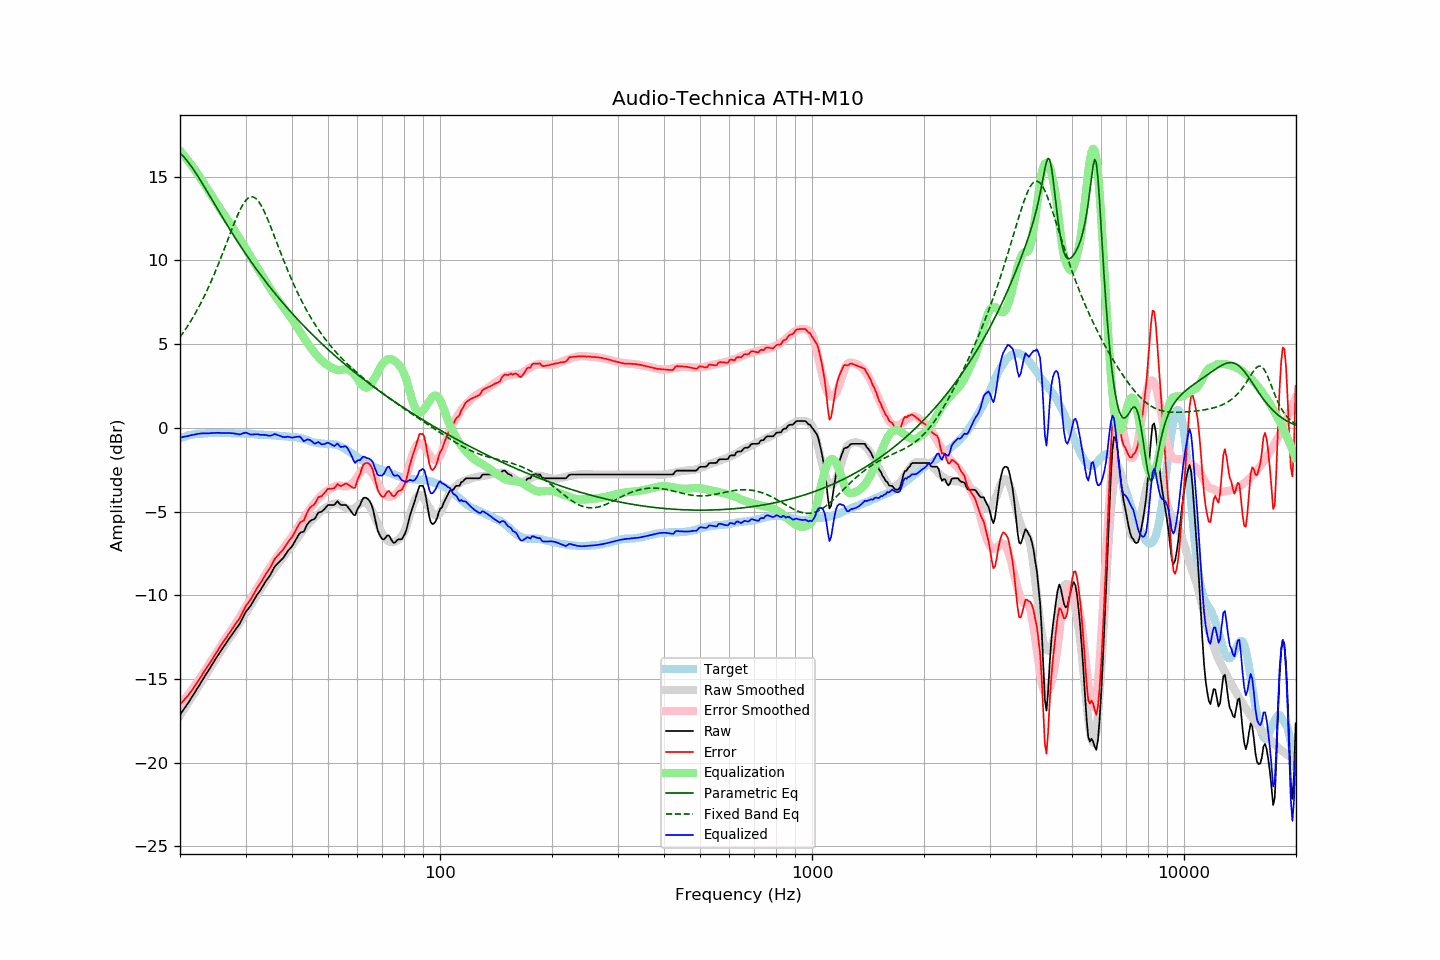 Audio-Technica ATH-M10
Amplitude (dBr)
15
10
5
0
−5
−10
−15
−20
−25
100
1000
10000
Frequency (Hz)
Target
Raw Smoothed
Error Smoothed
Raw
Error
Equalization
Parametric Eq
Fixed Band Eq
Equalized